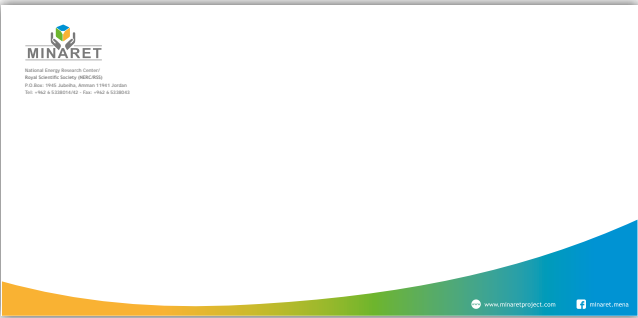 MINARET
National Energy Research Center/
Royal Scientific Society (NERC/RSS)
P.O.Box: 1945 Jubeiha, Amman 11941 Jordan
Tel: +962 6 5338014/42 - Fax: +962 6 5338043
www.minaretproject.com
minaret.mena